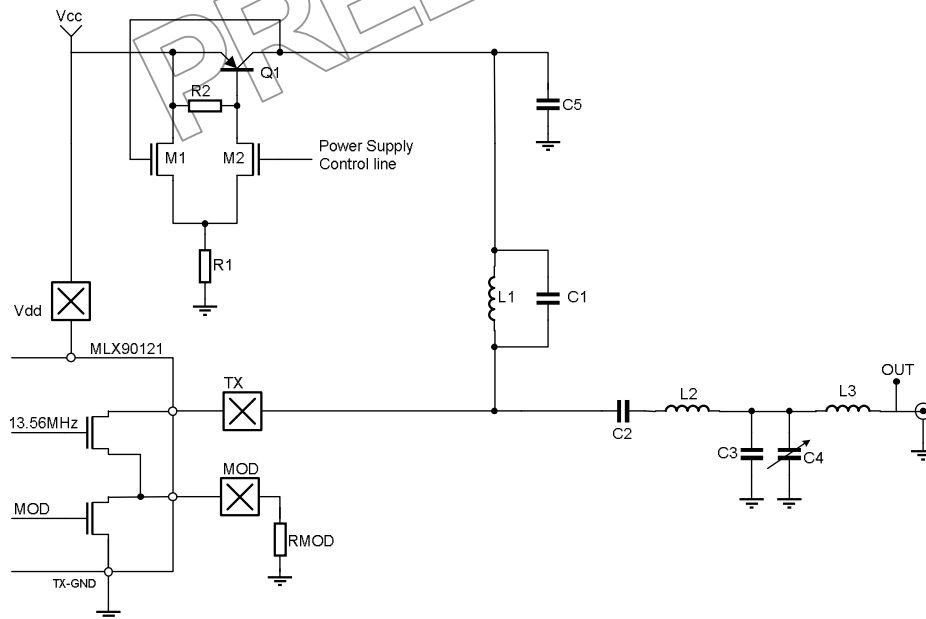 PRE
Vcc
Q1
R2
C5
M1
M2
Power Supply
Control line
R1
L1
C1
Vdd
MLX90121
TX
OUT
L2
L3
13.56MHz
C2
C3
C4
MOD
MOD
RMOD
TX-GND